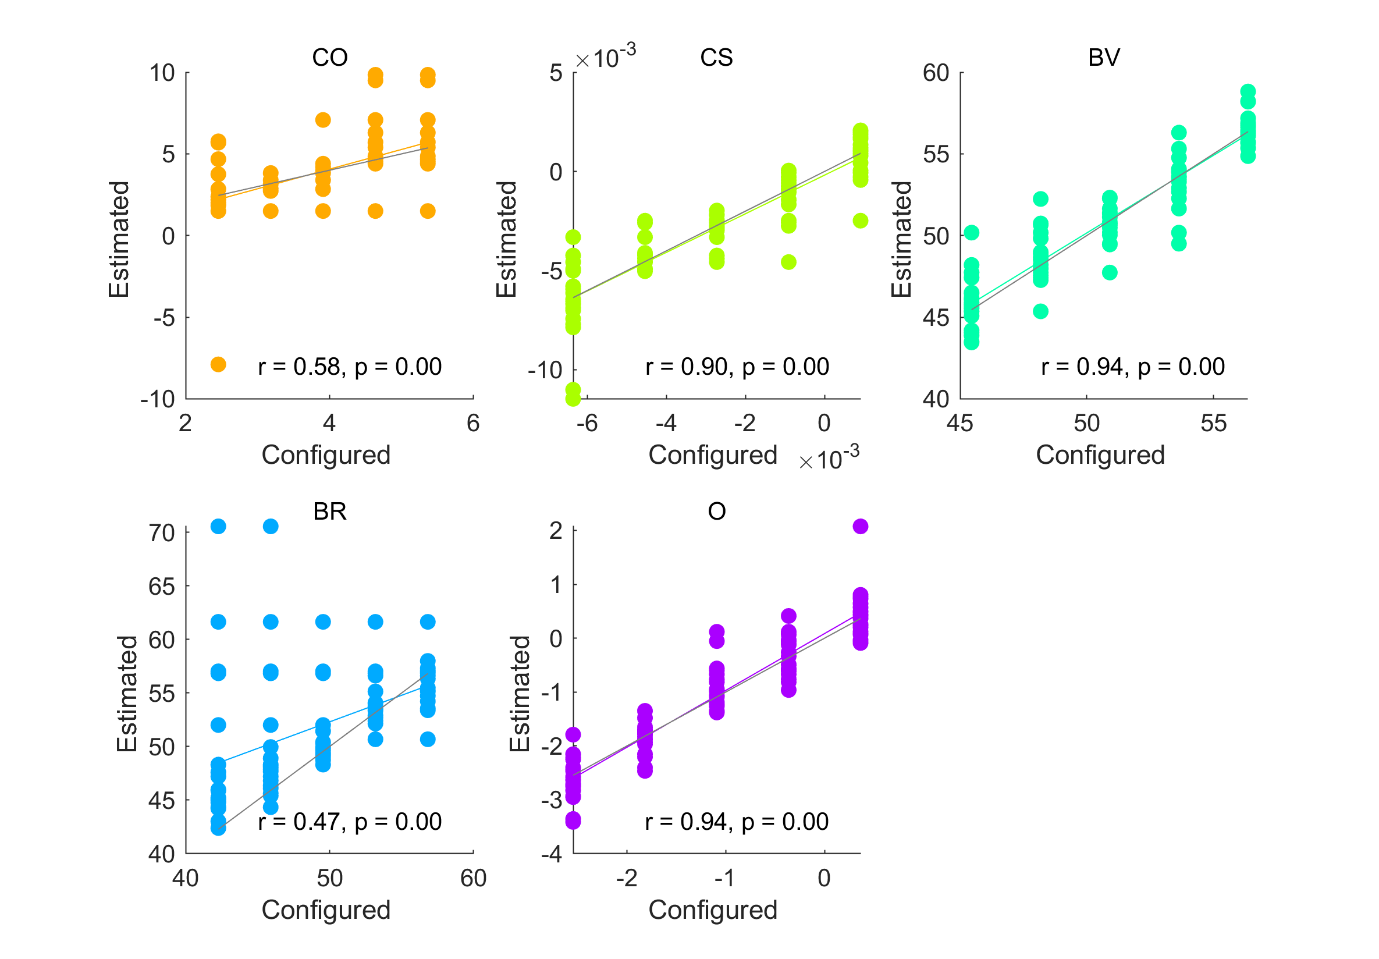 CO
10
5
0
-5
-10
2
4
6
Estimated
Configured
r = 0.58, p = 0.00
CS
×10-3
5
0
-5
-10
-6
-4
-2
0
Estimated
Configured
×10-3
r = 0.90, p = 0.00
BV
60
55
50
45
40
45
50
55
Estimated
Configured
r = 0.94, p = 0.00
BR
70
65
60
55
50
45
40
40
50
60
Estimated
Configured
r = 0.47, p = 0.00
O
2
1
0
-1
-2
-3
-4
-2
-1
0
Estimated
Configured
r = 0.94, p = 0.00